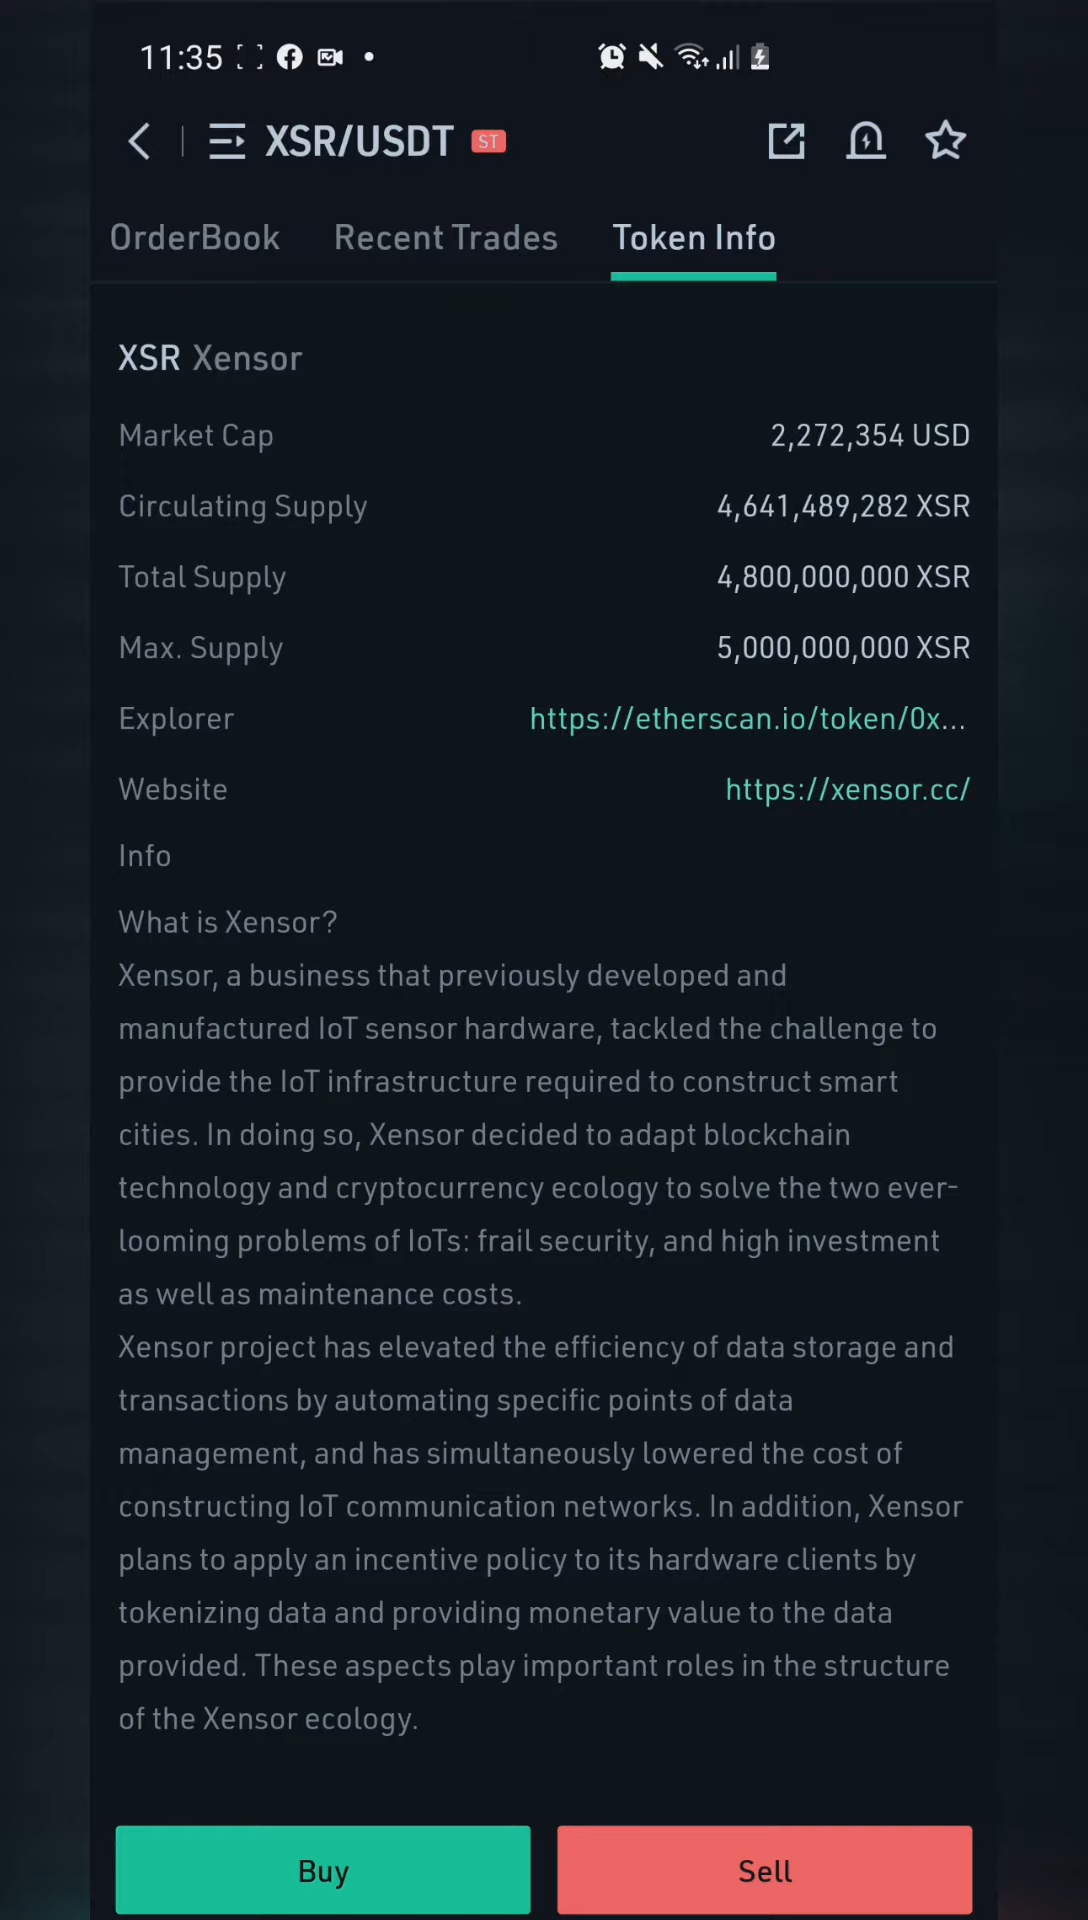 11:35
XSR/USDT ST
OrderBook Recent Trades Token Info
XSR Xensor
Market Cap 2,272,354 USD
Circulating Supply 4,641,489,282 XSR
Total Supply 4,800,000,000 XSR
Max. Supply 5,000,000,000 XSR
Explorer https://etherscan.io/token/0x...
Website https://xensor.cc/
Info
What is Xensor?
Xensor, a business that previously developed and
manufactured IoT sensor hardware, tackled the challenge to
provide the IoT infrastructure required to construct smart
cities. In doing so, Xensor decided to adapt blockchain
technology and cryptocurrency ecology to solve the two ever-
looming problems of IoTs: frail security, and high investment
as well as maintenance costs.
Xensor project has elevated the efficiency of data storage and
transactions by automating specific points of data
management, and has simultaneously lowered the cost of
constructing IoT communication networks. In addition, Xensor
plans to apply an incentive policy to its hardware clients by
tokenizing data and providing monetary value to the data
provided. These aspects play important roles in the structure
of the Xensor ecology.
Buy Sell